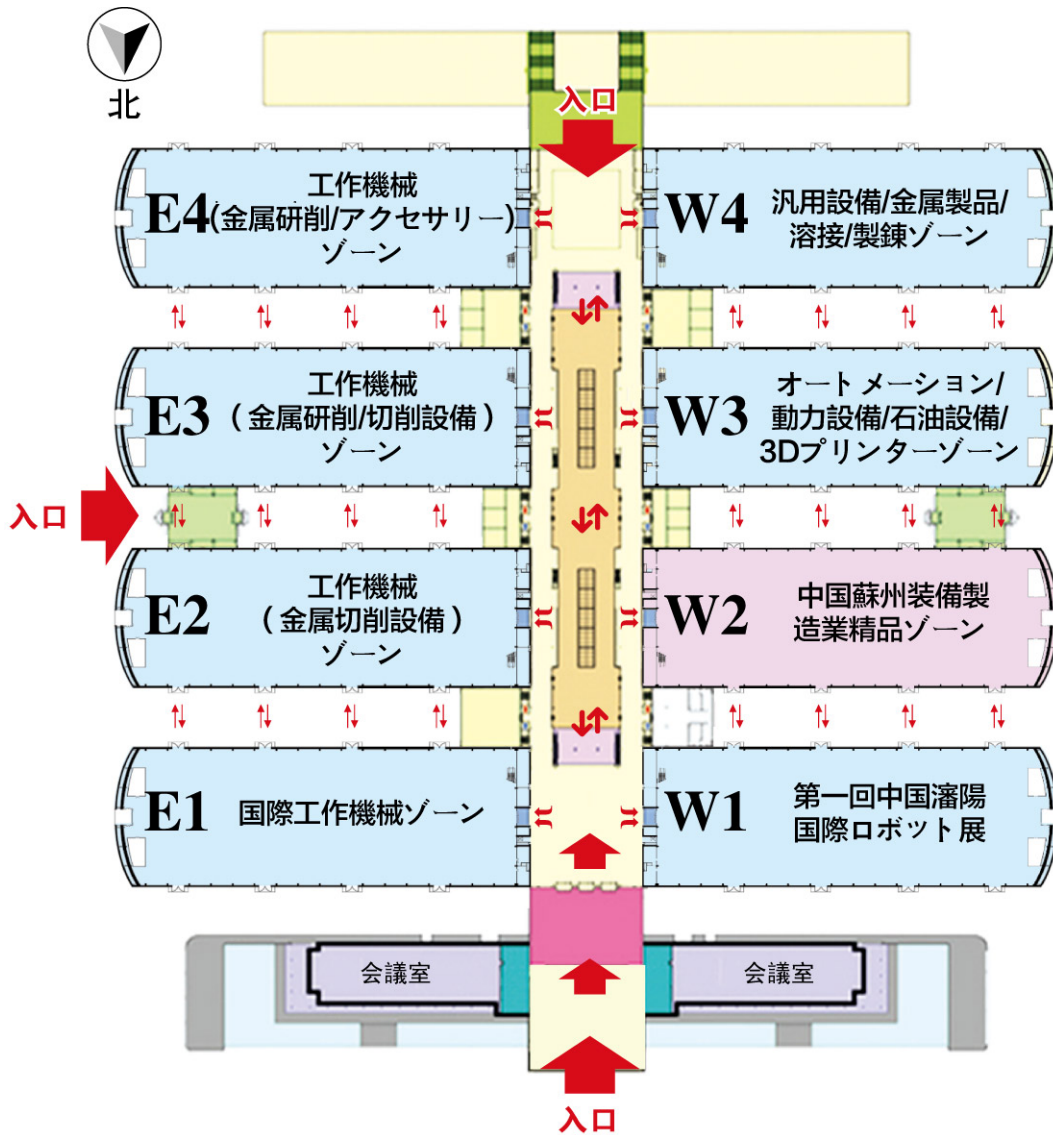 北
入口
E4
工作機械
(金属研削/アクセサリー)
ゾーン
W4
汎用設備/金属製品/
溶接/製錬ゾーン
E3
工作機械
(金属研削/切削設備)
ゾーン
W3
オートメーション/
動力設備/石油設備/
3Dプリンターゾーン
入口
E2
工作機械
(金属切削設備)
ゾーン
W2
中国蘇州装備製
造業精品ゾーン
E1
国際工作機械ゾーン
W1
第一回中国瀋陽
国際ロボット展
会議室
会議室
入口